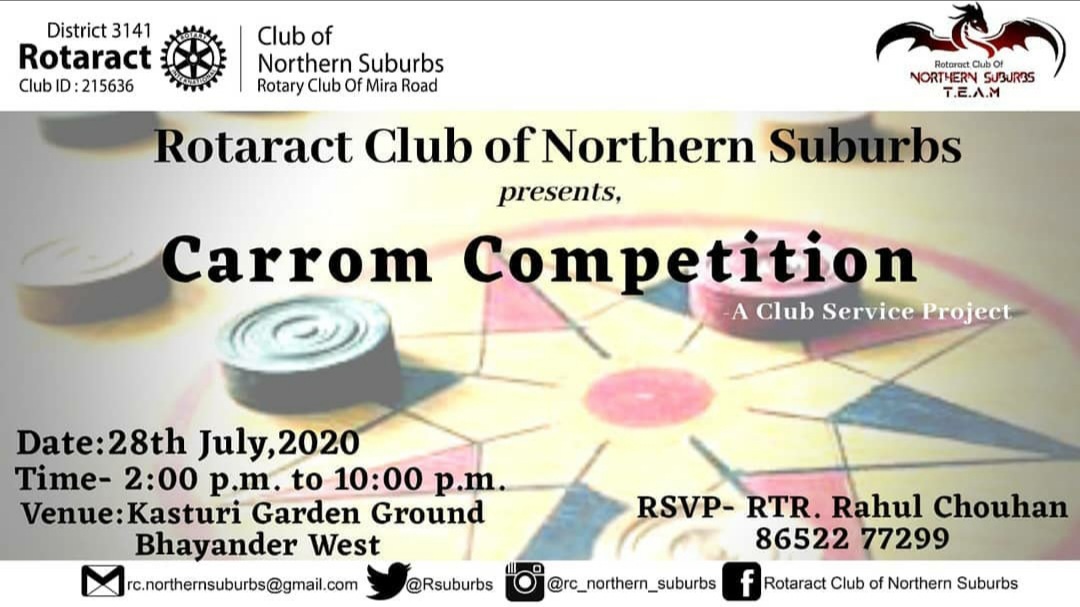 District 3141
Rotaract
Club ID : 215636
ROTARY
INTERNATIONAL
Club of
Northern Suburbs
Rotary Club Of Mira Road
Rotaract Club Of
NORTHERN SUBURBS
T.E.A.M
Rotaract Club of Northern Suburbs
presents,
Carrom Competition
-A Club Service Project
Date:28th July,2020
Time- 2:00 p.m. to 10:00 p.m.
Venue:Kasturi Garden Ground
Bhayander West
RSVP- RTR. Rahul Chouhan
86522 77299
rc.northernsuburbs@gmail.com
@Rsuburbs
@rc_northern_suburbs
Rotaract Club of Northern Suburbs